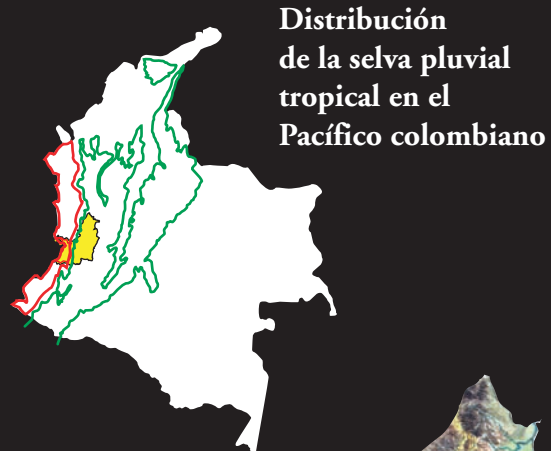 Distribución
de la selva pluvial
tropical en el
Pacífico colombiano